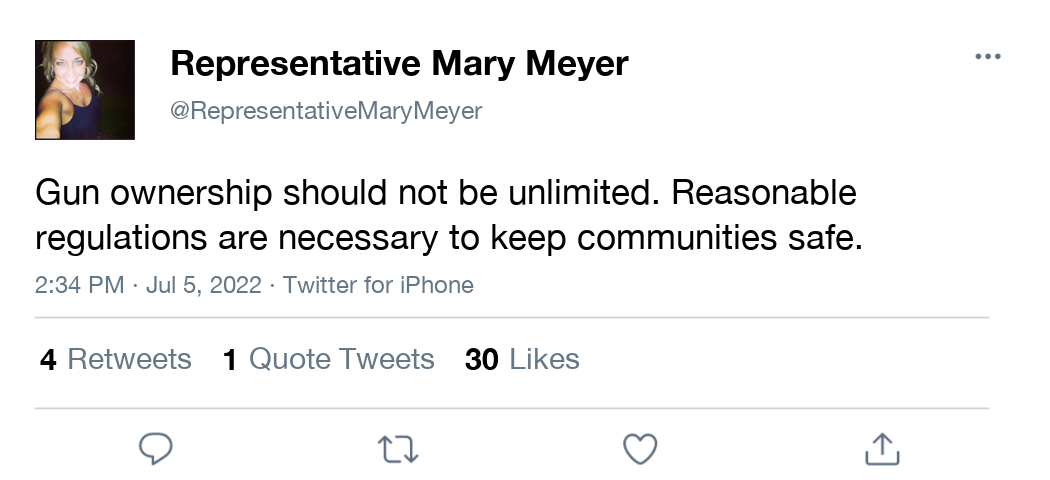 Representative Mary Meyer
@RepresentativeMaryMeyer
Gun ownership should not be unlimited. Reasonable
regulations are necessary to keep communities safe.
2:34 PM · Jul 5, 2022 · Twitter for iPhone
4 Retweets 1 Quote Tweets 30 Likes